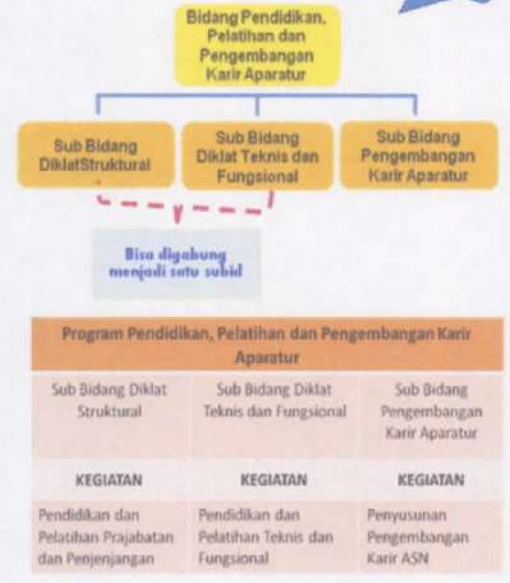 Bidang Pendidikan,
Pelatihan dan
Pengembangan
Karir Aparatur
Sub Bidang
DiklatStruktural
Sub Bidang
Diklat Teknis dan
Fungsional
Sub Bidang
Pengembangan
Karir Aparatur
Bisa digabung
menjadi satu subid
Program Pendidikan, Pelatihan dan Pengembangan Karir
Aparatur
Sub Bidang Diklat
Struktural
Sub Bidang Diklat
Teknis dan Fungsional
Sub Bidang
Pengembangan
Karir Aparatur
KEGIATAN
KEGIATAN
KEGIATAN
Pendidikan dan
Pelatihan Prajabatan
dan Penjenjangan
Pendidikan dan
Pelatihan Teknis dan
Fungsional
Penyusunan
Pengembangan
Karir ASN